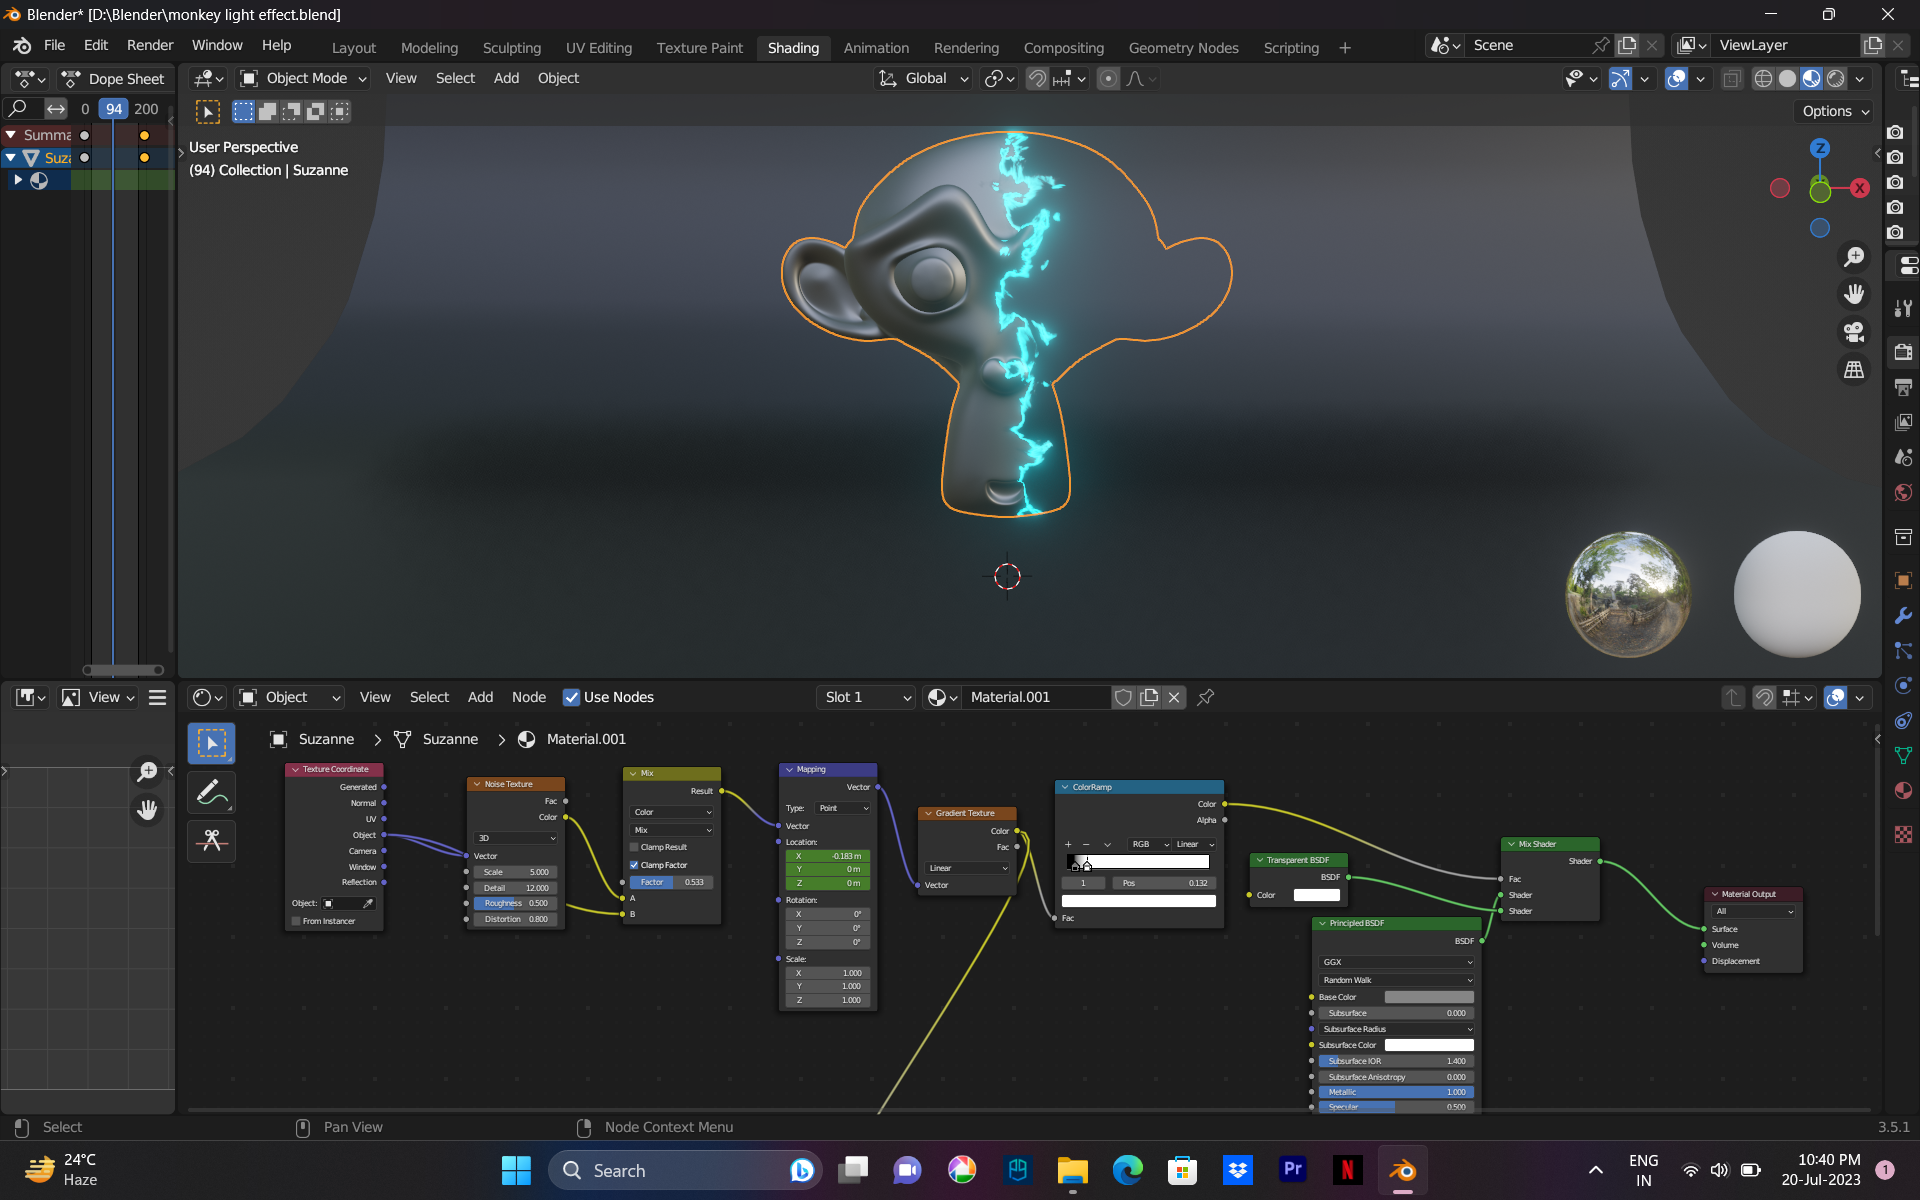 Blender* [D:\Blender\monkey light effect.blend]
File Edit Render Window Help Layout Modeling Sculpting UV Editing Texture Paint Shading Animation Rendering Compositing Geometry Nodes Scripting + Scene ViewLayer
Dope Sheet Object Mode View Select Add Object Global
0 94 200
Options
Summa
Suza
User Perspective
(94) Collection | Suzanne
Z
X
View Object View Select Add Node Use Nodes Slot 1 Material.001
Suzanne > Suzanne > Material.001
Texture Coordinate
Generated
Normal
UV
Object
Camera
Window
Reflection
Object:
From Instancer
Noise Texture
Fac
Color
3D
Vector
Scale 5.000
Detail 12.000
Roughness 0.500
Distortion 0.800
Mix
Result
Color
Mix
Clamp Result
Clamp Factor
Factor 0.533
A
B
Mapping
Vector
Type: Point
Vector
Location:
X -0.183 m
Y 0 m
Z 0 m
Rotation:
X 0°
Y 0°
Z 0°
Scale:
X 1.000
Y 1.000
Z 1.000
Gradient Texture
Color
Fac
Linear
Vector
ColorRamp
Color
Alpha
+ − RGB Linear
1 Pos 0.132
Fac
Transparent BSDF
BSDF
Color
Principled BSDF
BSDF
GGX
Random Walk
Base Color
Subsurface 0.000
Subsurface Radius
Subsurface Color
Subsurface IOR 1.400
Subsurface Anisotropy 0.000
Metallic 1.000
Specular 0.500
Mix Shader
Shader
Fac
Shader
Shader
Material Output
All
Surface
Volume
Displacement
Select Pan View Node Context Menu 3.5.1
24°C
Haze
Search
Pr
N
ENG
IN
10:40 PM
20-Jul-2023
1